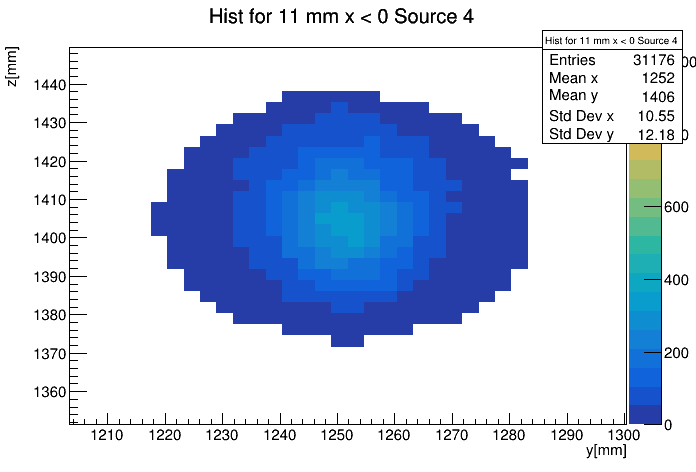 Hist for 11 mm x < 0 Source 4
z[mm]
Hist for 11 mm x < 0 Source 4
Entries 31176
Mean x 1252
Mean y 1406
Std Dev x 10.55
Std Dev y 12.18
1440
1430
1420
1410
1400
1390
1380
1370
1360
600
400
200
0
1210 1220 1230 1240 1250 1260 1270 1280 1290 1300
y[mm]